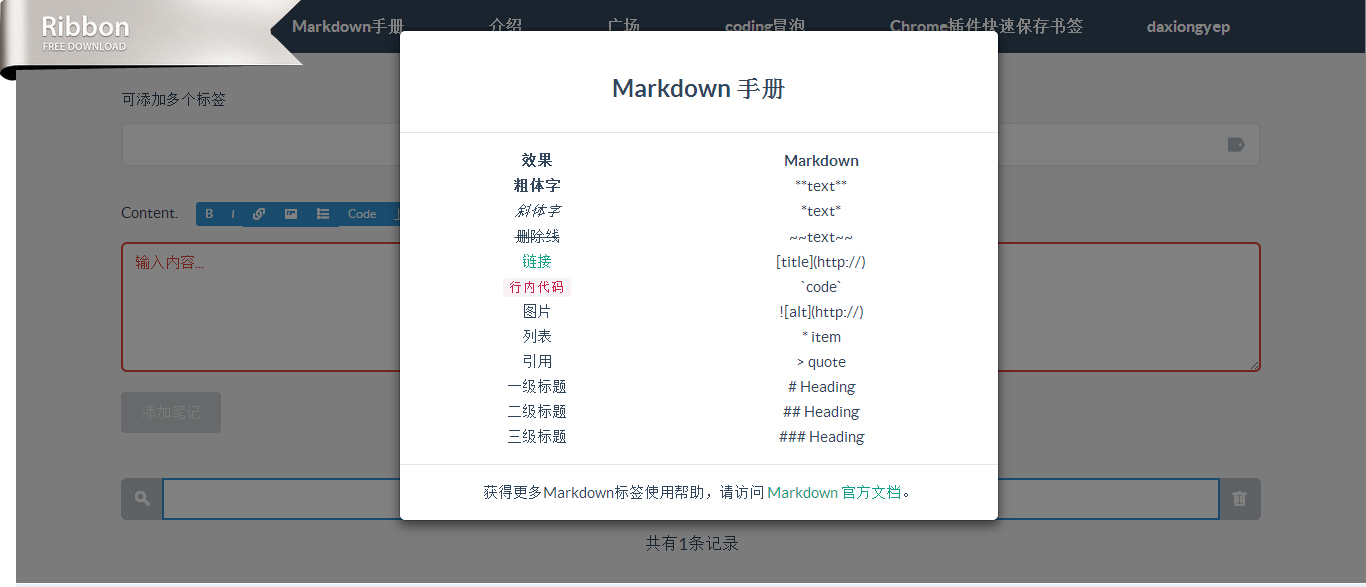 Ribbon
FREE DOWNLOAD
Markdown手册 介绍 广场 coding冒泡 Chrome插件快速保存书签 daxiongyep
可添加多个标签
Content. B I Code
输入内容...
添加笔记
Markdown 手册
效果 Markdown
粗体字 **text**
斜体字 *text*
删除线 ~~text~~
链接 [title](http://)
行内代码 `code`
图片 ![alt](http://)
列表 * item
引用 > quote
一级标题 # Heading
二级标题 ## Heading
三级标题 ### Heading
获得更多Markdown标签使用帮助，请访问 Markdown 官方文档。
共有1条记录